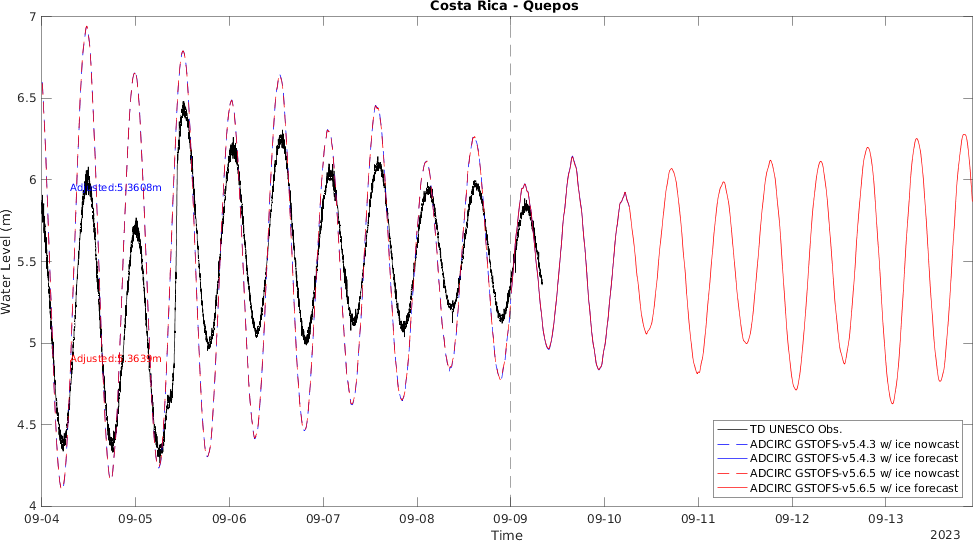 Costa Rica - Quepos
7
6.5
6
5.5
5
4.5
4
Water Level (m)
Adjusted:5.3608m
Adjusted:5.3639m
TD UNESCO Obs.
ADCIRC GSTOFS-v5.4.3 w/ ice nowcast
ADCIRC GSTOFS-v5.4.3 w/ ice forecast
ADCIRC GSTOFS-v5.6.5 w/ ice nowcast
ADCIRC GSTOFS-v5.6.5 w/ ice forecast
09-04 09-05 09-06 09-07 09-08 09-09 09-10 09-11 09-12 09-13
Time
2023